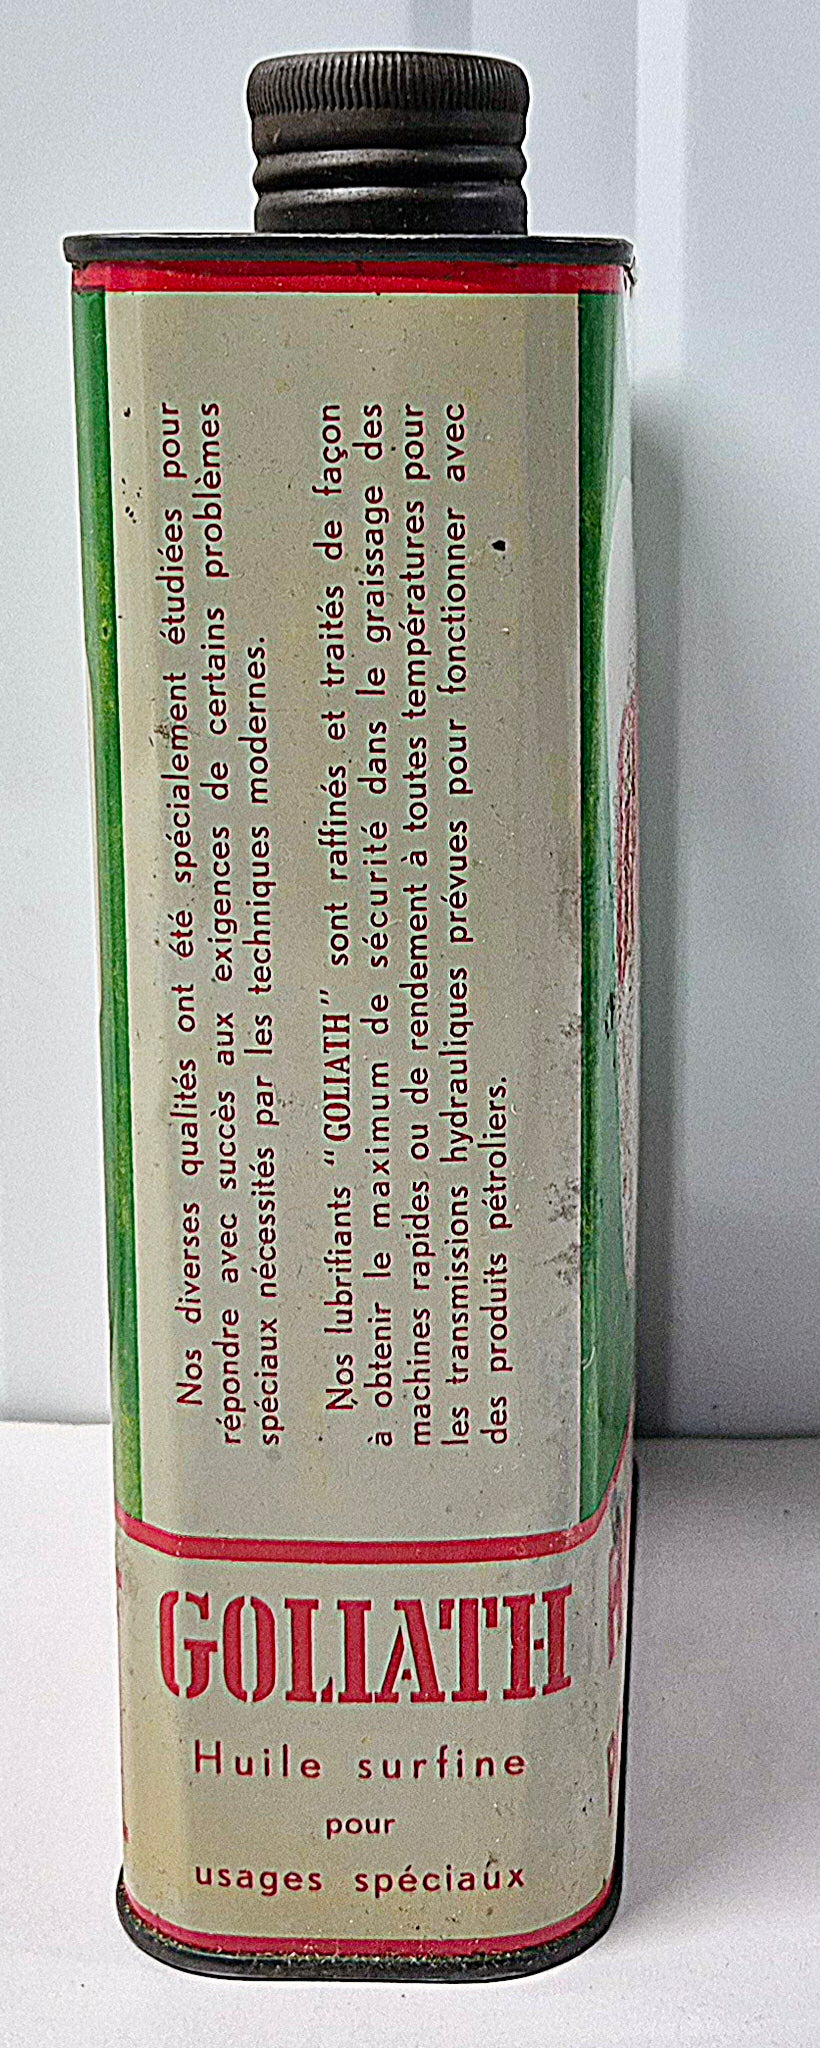 Nos diverses qualités ont été spécialement étudiées pour
répondre avec succès aux exigences de certains problèmes
spéciaux nécessités par les techniques modernes.
Nos lubrifiants "GOLIATH" sont raffinés et traités de façon
à obtenir le maximum de sécurité dans le graissage des
machines rapides ou de rendement à toutes températures pour
les transmissions hydrauliques prévues pour fonctionner avec
des produits pétroliers.
GOLIATH
Huile surfine
pour
usages spéciaux